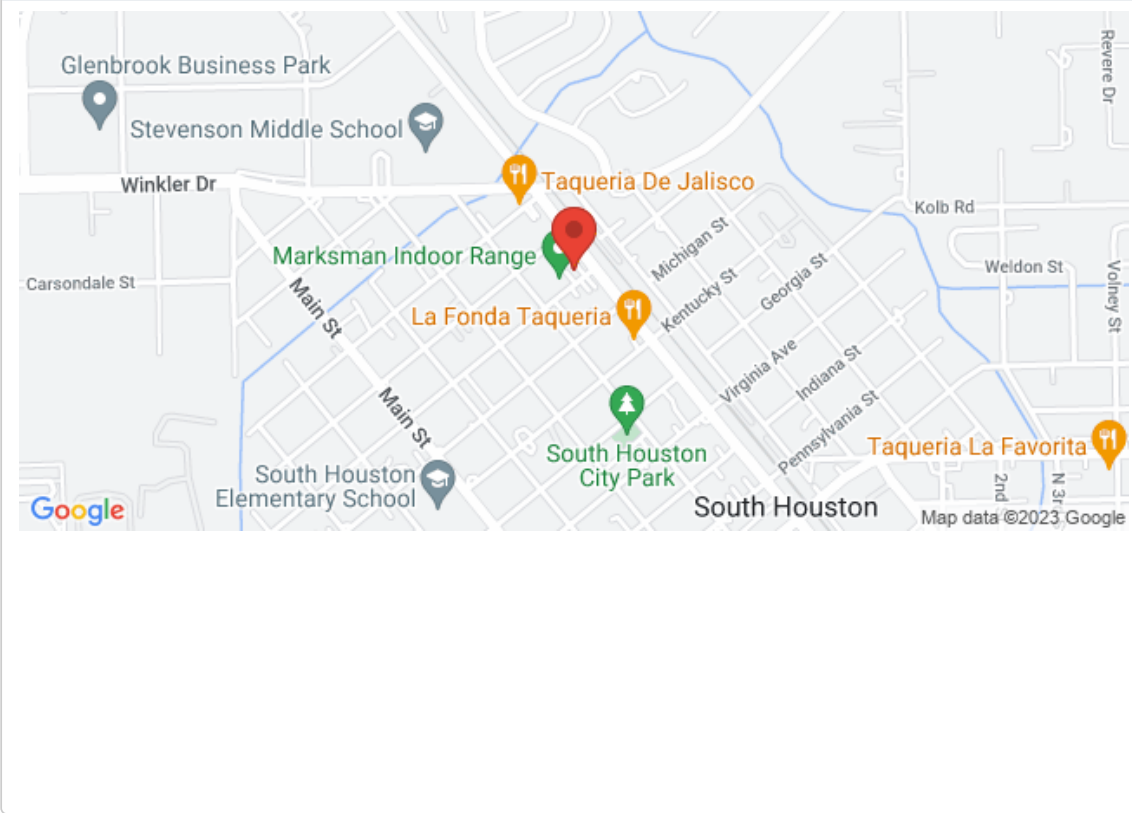 Glenbrook Business Park
Revere Dr
Stevenson Middle School
Winkler Dr
Taqueria De Jalisco
Kolb Rd
Michigan St
Marksman Indoor Range
Georgia St
Weldon St
Carsondale St
Kentucky St
Volney St
Main St
La Fonda Taqueria
Virginia Ave
Indiana St
Main St
Pennsylvania St
South Houston
City Park
Taqueria La Favorita
South Houston
Elementary School
2nd
N 3rd
Google
South Houston
Map data ©2023 Google